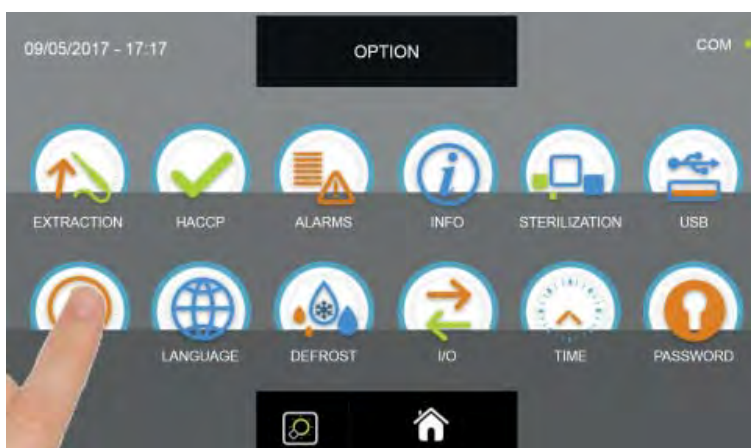 09/05/2017 - 17:17
OPTION
COM
EXTRACTION
HACCP
ALARMS
INFO
STERILIZATION
USB
LANGUAGE
DEFROST
I/O
TIME
PASSWORD